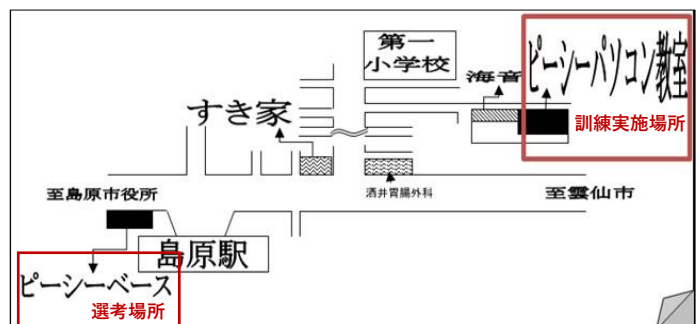 第一
小学校
海音
ピーシーパソコン教室
訓練実施場所
すき家
至島原市役所
酒井胃腸外科
至雲仙市
島原駅
ピーシーベース
選考場所